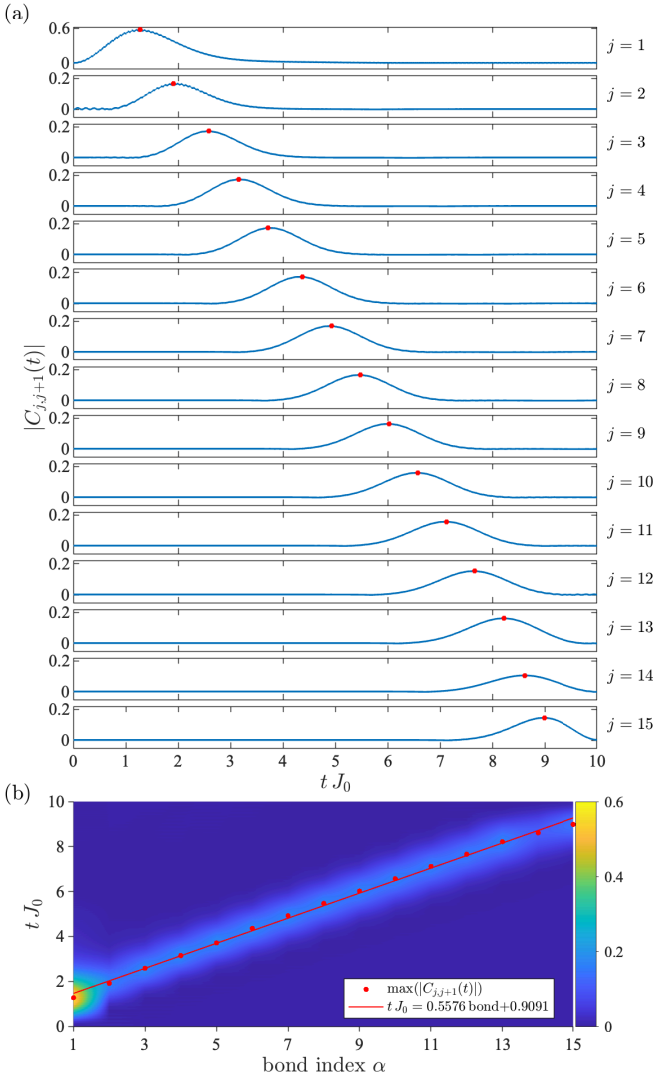 (a)
0.6
0
j = 1
0.2
0
j = 2
0.2
0
j = 3
0.2
0
j = 4
0.2
0
j = 5
0.2
0
j = 6
0.2
0
j = 7
0.2
0
j = 8
0.2
0
j = 9
0.2
0
j = 10
0.2
0
j = 11
0.2
0
j = 12
0.2
0
j = 13
0.2
0
j = 14
0.2
0
j = 15
|C_{j,j+1}(t)|
0 1 2 3 4 5 6 7 8 9 10
t J_0
(b)
10
8
6
4
2
0
t J_0
max(|C_{j,j+1}(t)|)
t J_0 = 0.5576 bond+0.9091
1 3 5 7 9 11 13 15
bond index α
0.6
0.4
0.2
0